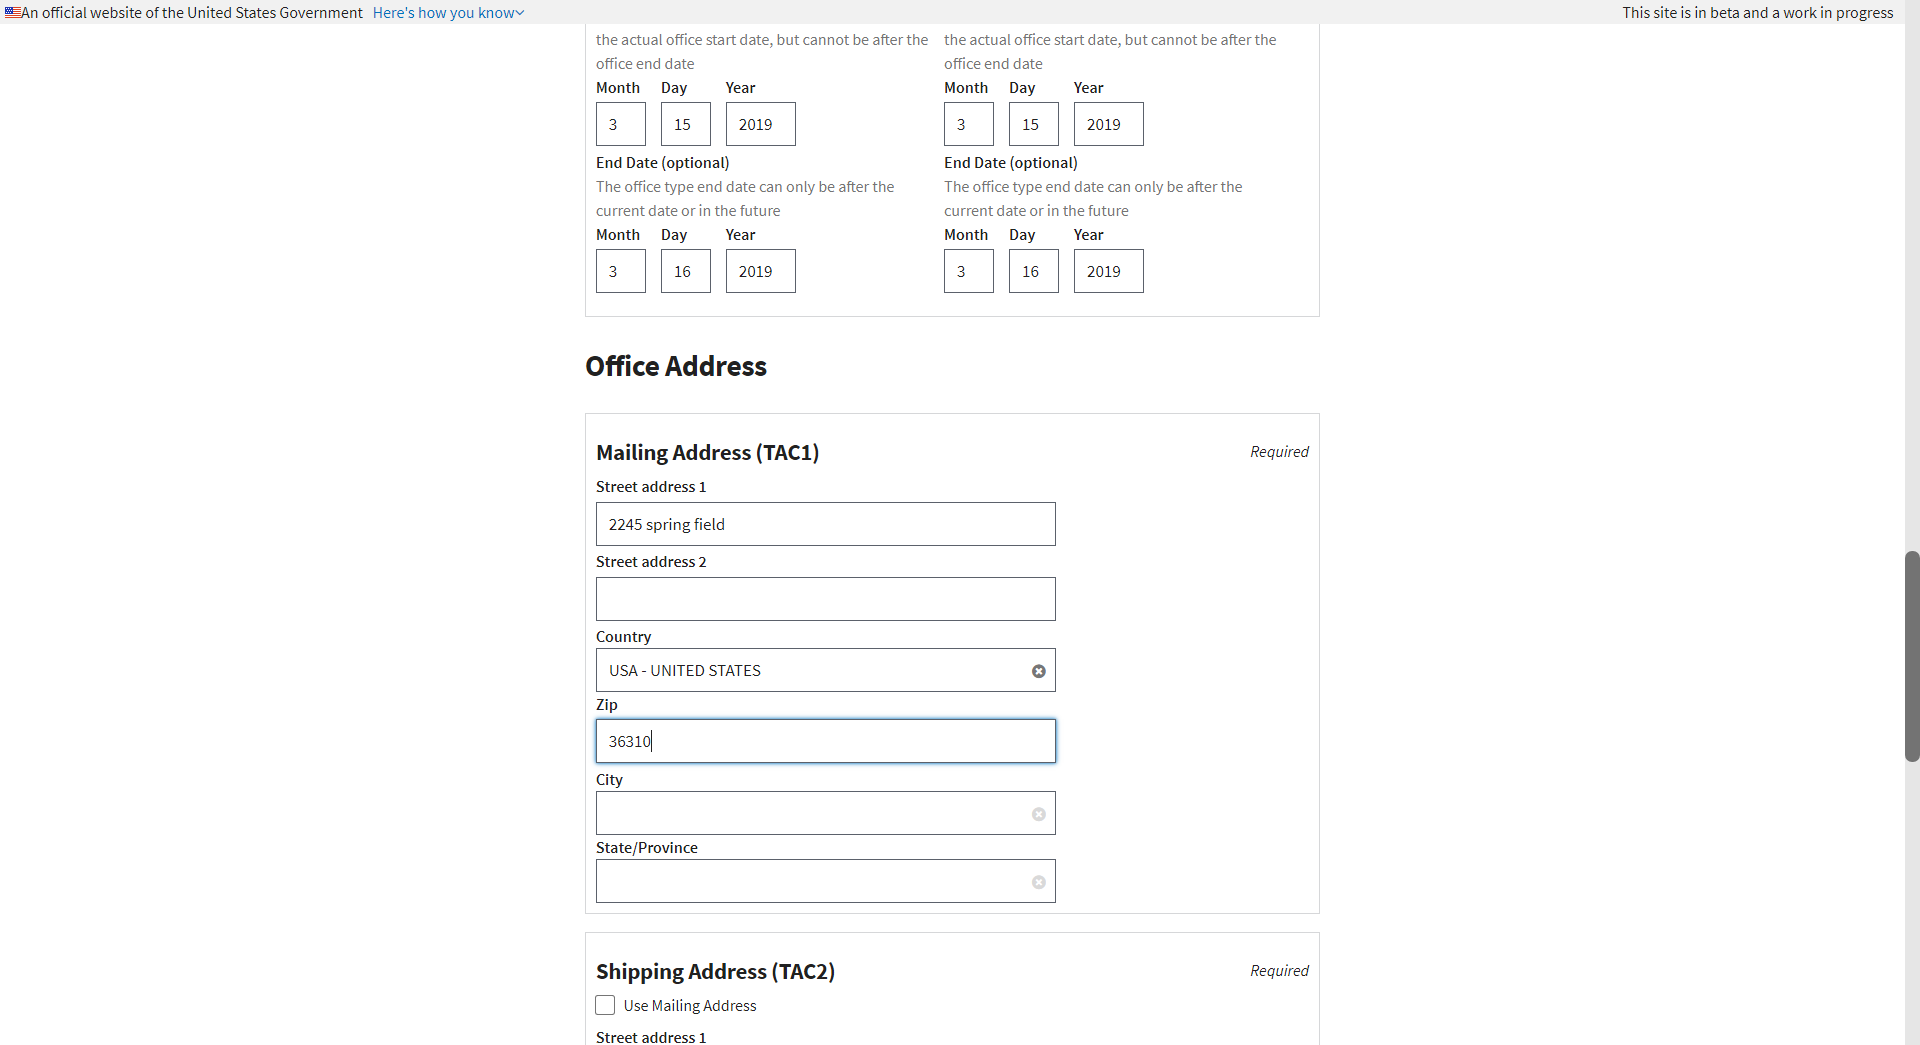 An official website of the United States Government Here's how you know
This site is in beta and a work in progress
the actual office start date, but cannot be after the
office end date
Month Day Year
3 15 2019
End Date (optional)
The office type end date can only be after the
current date or in the future
Month Day Year
3 16 2019
the actual office start date, but cannot be after the
office end date
Month Day Year
3 15 2019
End Date (optional)
The office type end date can only be after the
current date or in the future
Month Day Year
3 16 2019
Office Address
Mailing Address (TAC1)
Required
Street address 1
2245 spring field
Street address 2
Country
USA - UNITED STATES
Zip
36310
City
State/Province
Shipping Address (TAC2)
Required
Use Mailing Address
Street address 1